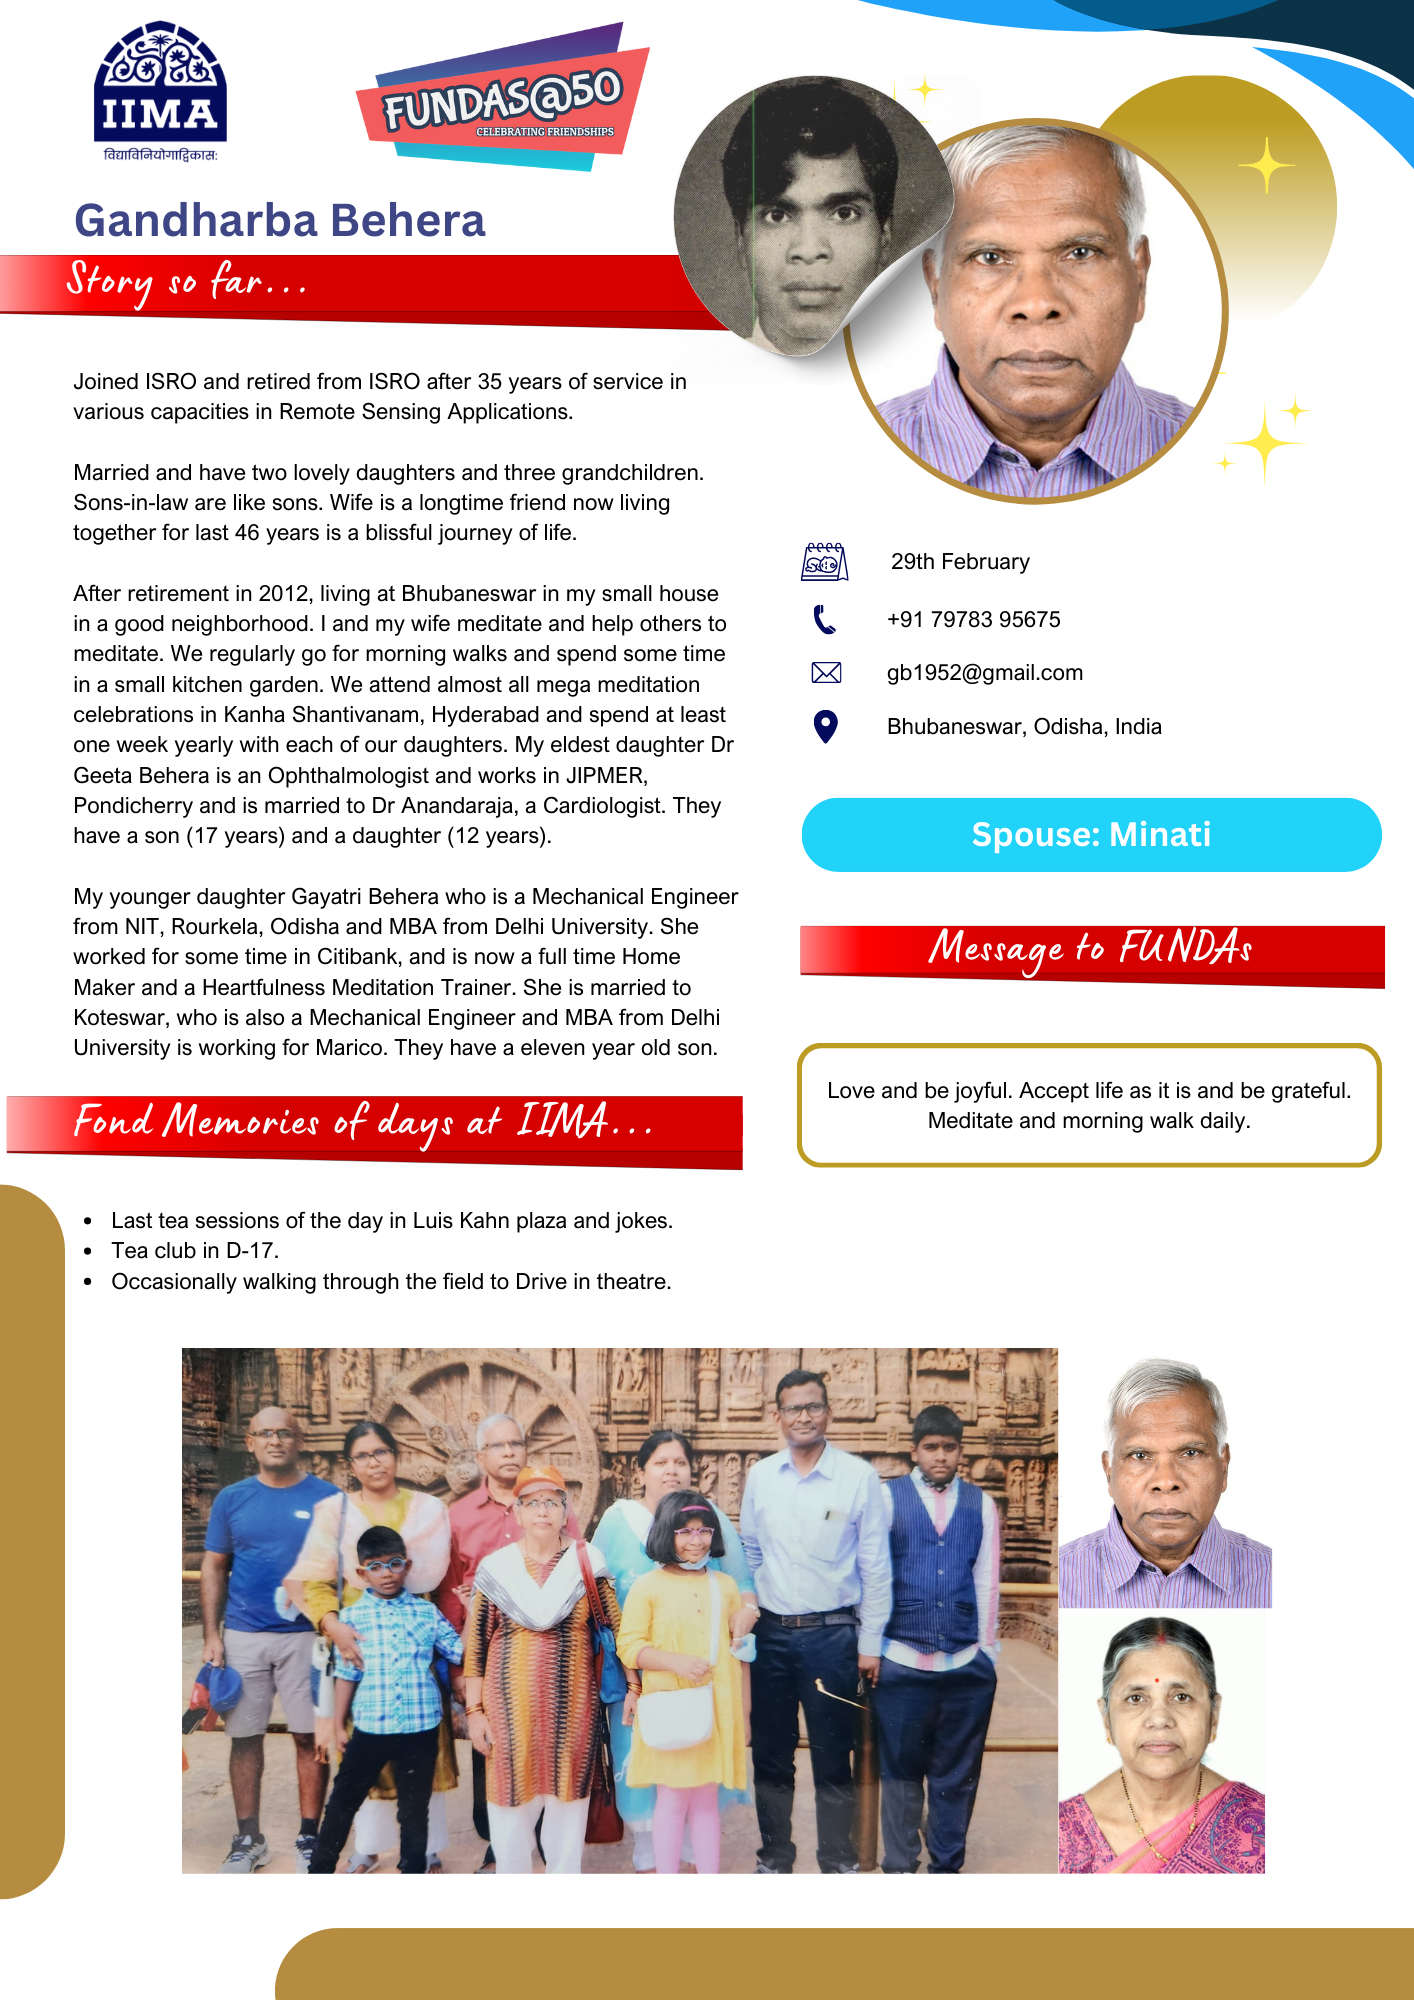 IIMA
विद्याविनियोगाद्विकास:
FUNDAS@50
CELEBRATING FRIENDSHIPS
Gandharba Behera
Story so far...
Joined ISRO and retired from ISRO after 35 years of service in
various capacities in Remote Sensing Applications.
Married and have two lovely daughters and three grandchildren.
Sons-in-law are like sons. Wife is a longtime friend now living
together for last 46 years is a blissful journey of life.
After retirement in 2012, living at Bhubaneswar in my small house
in a good neighborhood. I and my wife meditate and help others to
meditate. We regularly go for morning walks and spend some time
in a small kitchen garden. We attend almost all mega meditation
celebrations in Kanha Shantivanam, Hyderabad and spend at least
one week yearly with each of our daughters. My eldest daughter Dr
Geeta Behera is an Ophthalmologist and works in JIPMER,
Pondicherry and is married to Dr Anandaraja, a Cardiologist. They
have a son (17 years) and a daughter (12 years).
My younger daughter Gayatri Behera who is a Mechanical Engineer
from NIT, Rourkela, Odisha and MBA from Delhi University. She
worked for some time in Citibank, and is now a full time Home
Maker and a Heartfulness Meditation Trainer. She is married to
Koteswar, who is also a Mechanical Engineer and MBA from Delhi
University is working for Marico. They have a eleven year old son.
Fond Memories of days at IIMA...
• Last tea sessions of the day in Luis Kahn plaza and jokes.
• Tea club in D-17.
• Occasionally walking through the field to Drive in theatre.
29th February
+91 79783 95675
gb1952@gmail.com
Bhubaneswar, Odisha, India
Spouse: Minati
Message to FUNDAs
Love and be joyful. Accept life as it is and be grateful.
Meditate and morning walk daily.